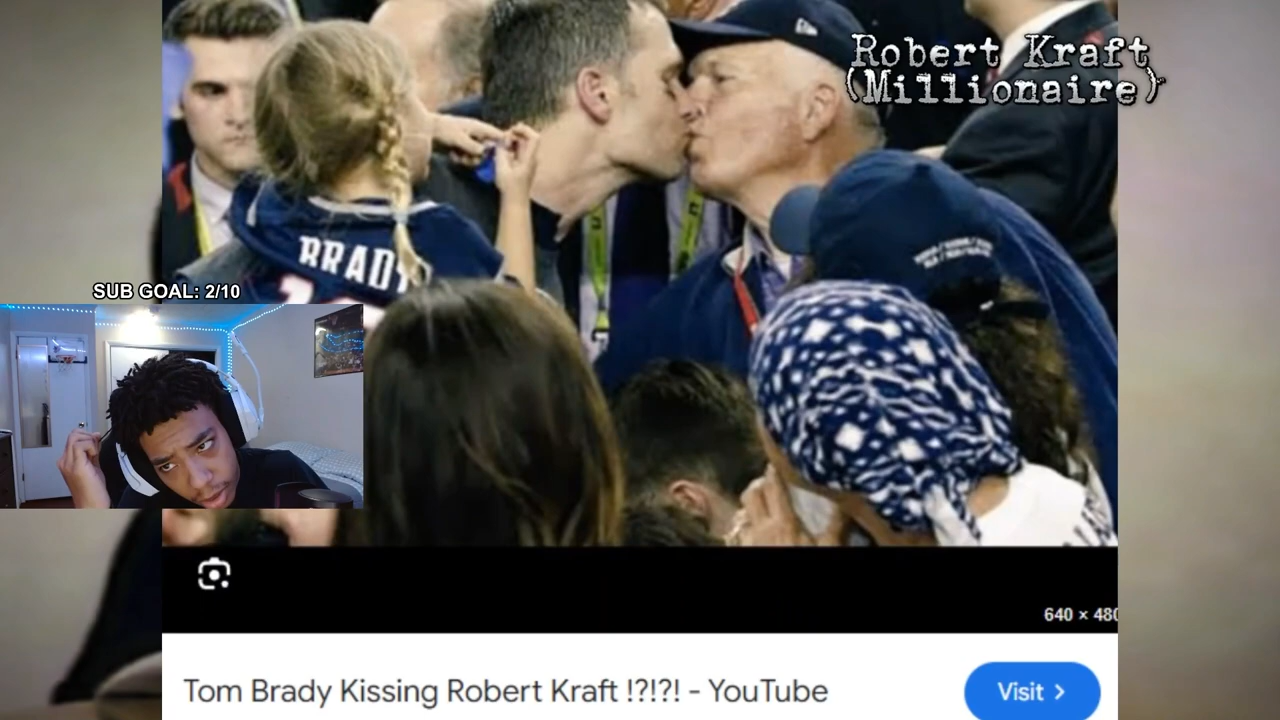 Robert Kraft
(Millionaire)
BRADY
SUB GOAL: 2/10
640 × 480
Tom Brady Kissing Robert Kraft !?!?! - YouTube
Visit >